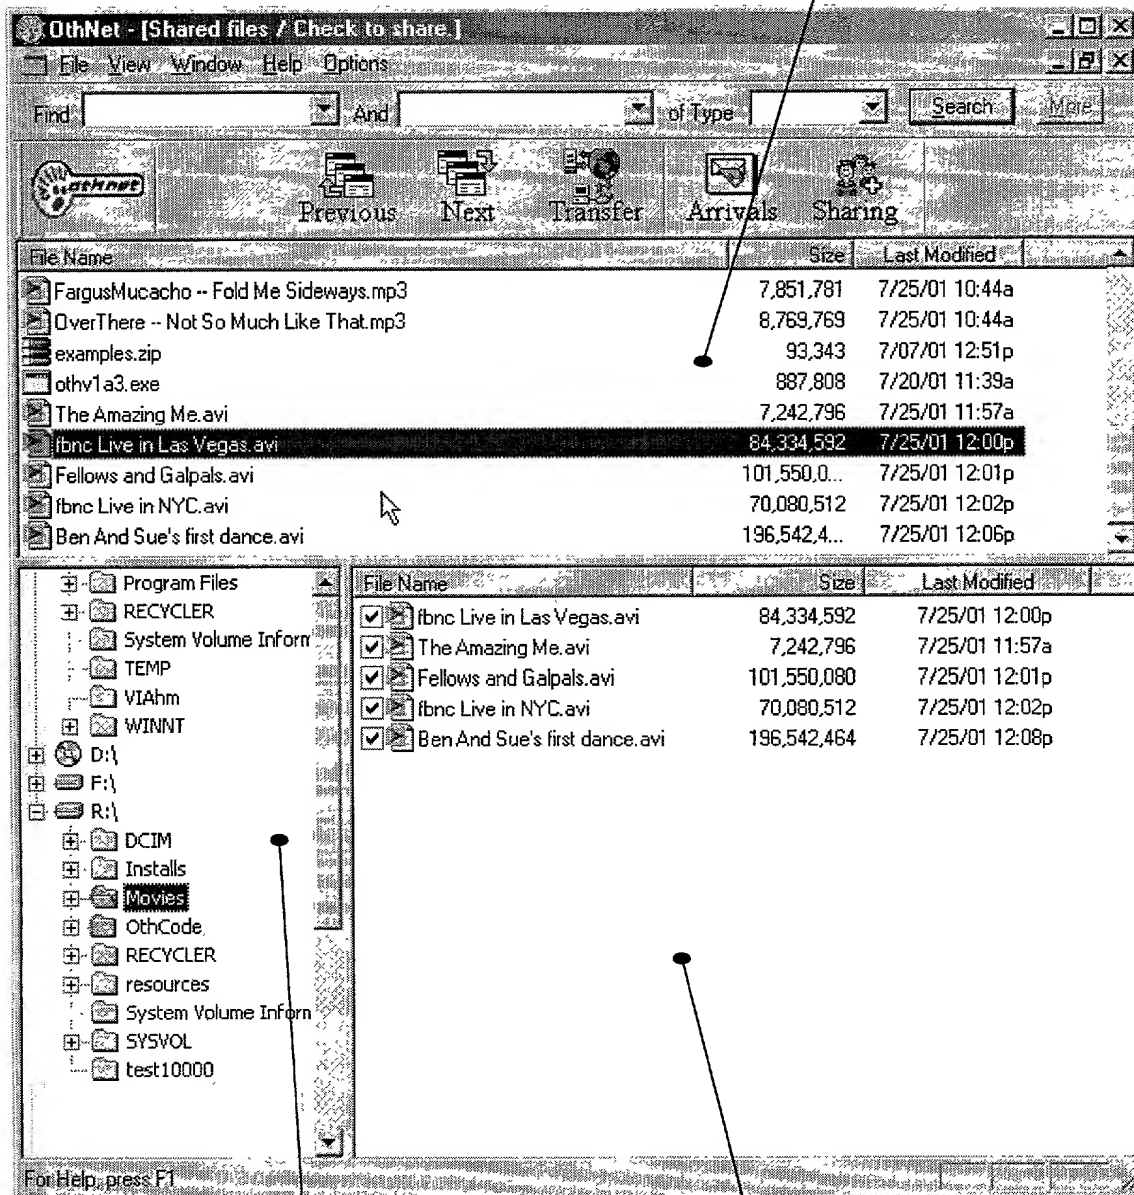 OthNet - [Shared files / Check to share ]
File View Window Help Options
Find And of Type Search More
othnet Previous Next Transfer Arrivals Sharing
File Name Size Last Modified
FargusMucacho -- Fold Me Sideways.mp3 7,851,781 7/25/01 10:44a
OverThere -- Not So Much Like That.mp3 8,769,769 7/25/01 10:44a
examples.zip 93,343 7/07/01 12:51p
othv1a3.exe 887,808 7/20/01 11:39a
The Amazing Me.avi 7,242,796 7/25/01 11:57a
fbnc Live in Las Vegas.avi 84,334,592 7/25/01 12:00p
Fellows and Galpals.avi 101,550,0... 7/25/01 12:01p
fbnc Live in NYC.avi 70,080,512 7/25/01 12:02p
Ben And Sue's first dance.avi 196,542,4... 7/25/01 12:06p
Program Files
RECYCLER
System Volume Inform
TEMP
VIAhm
WINNT
D:\
F:\
R:\
DCIM
Installs
Movies
OthCode
RECYCLER
resources
System Volume Inform
SYSVOL
test10000
File Name Size Last Modified
fbnc Live in Las Vegas.avi 84,334,592 7/25/01 12:00p
The Amazing Me.avi 7,242,796 7/25/01 11:57a
Fellows and Galpals.avi 101,550,080 7/25/01 12:01p
fbnc Live in NYC.avi 70,080,512 7/25/01 12:02p
Ben And Sue's first dance.avi 196,542,464 7/25/01 12:08p
For Help, press F1